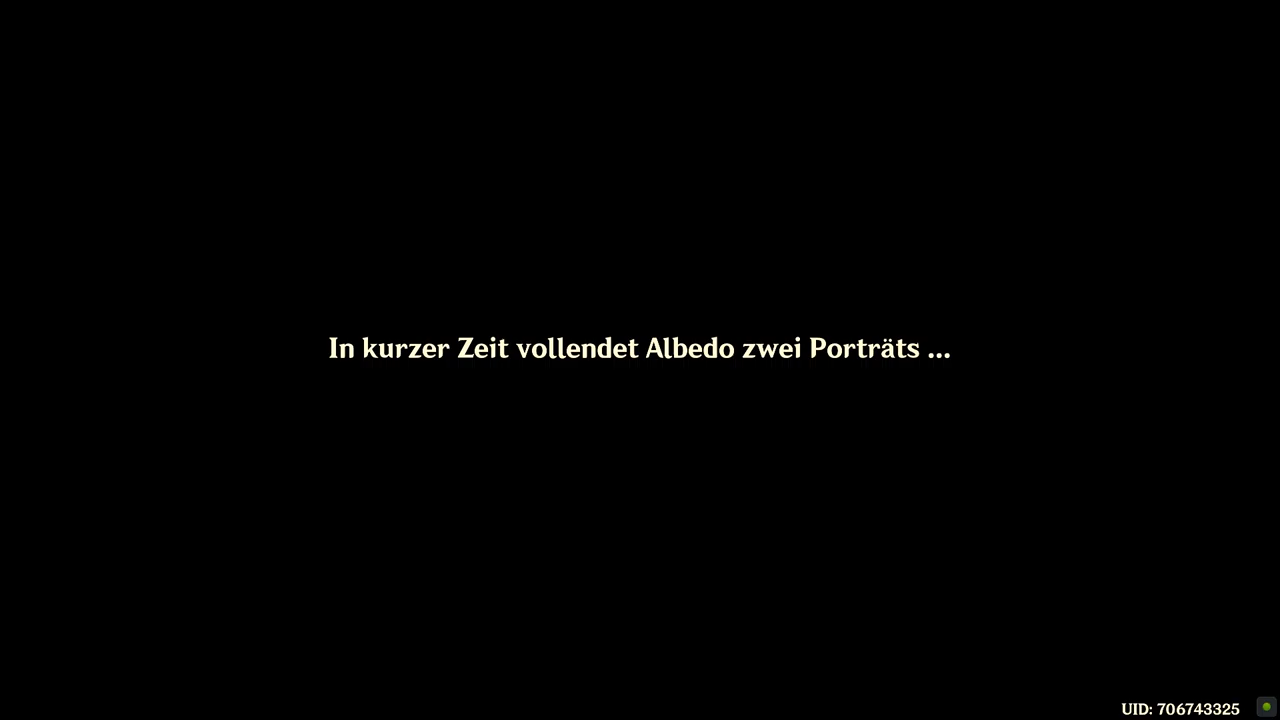 In kurzer Zeit vollendet Albedo zwei Porträts ...
UID: 706743325